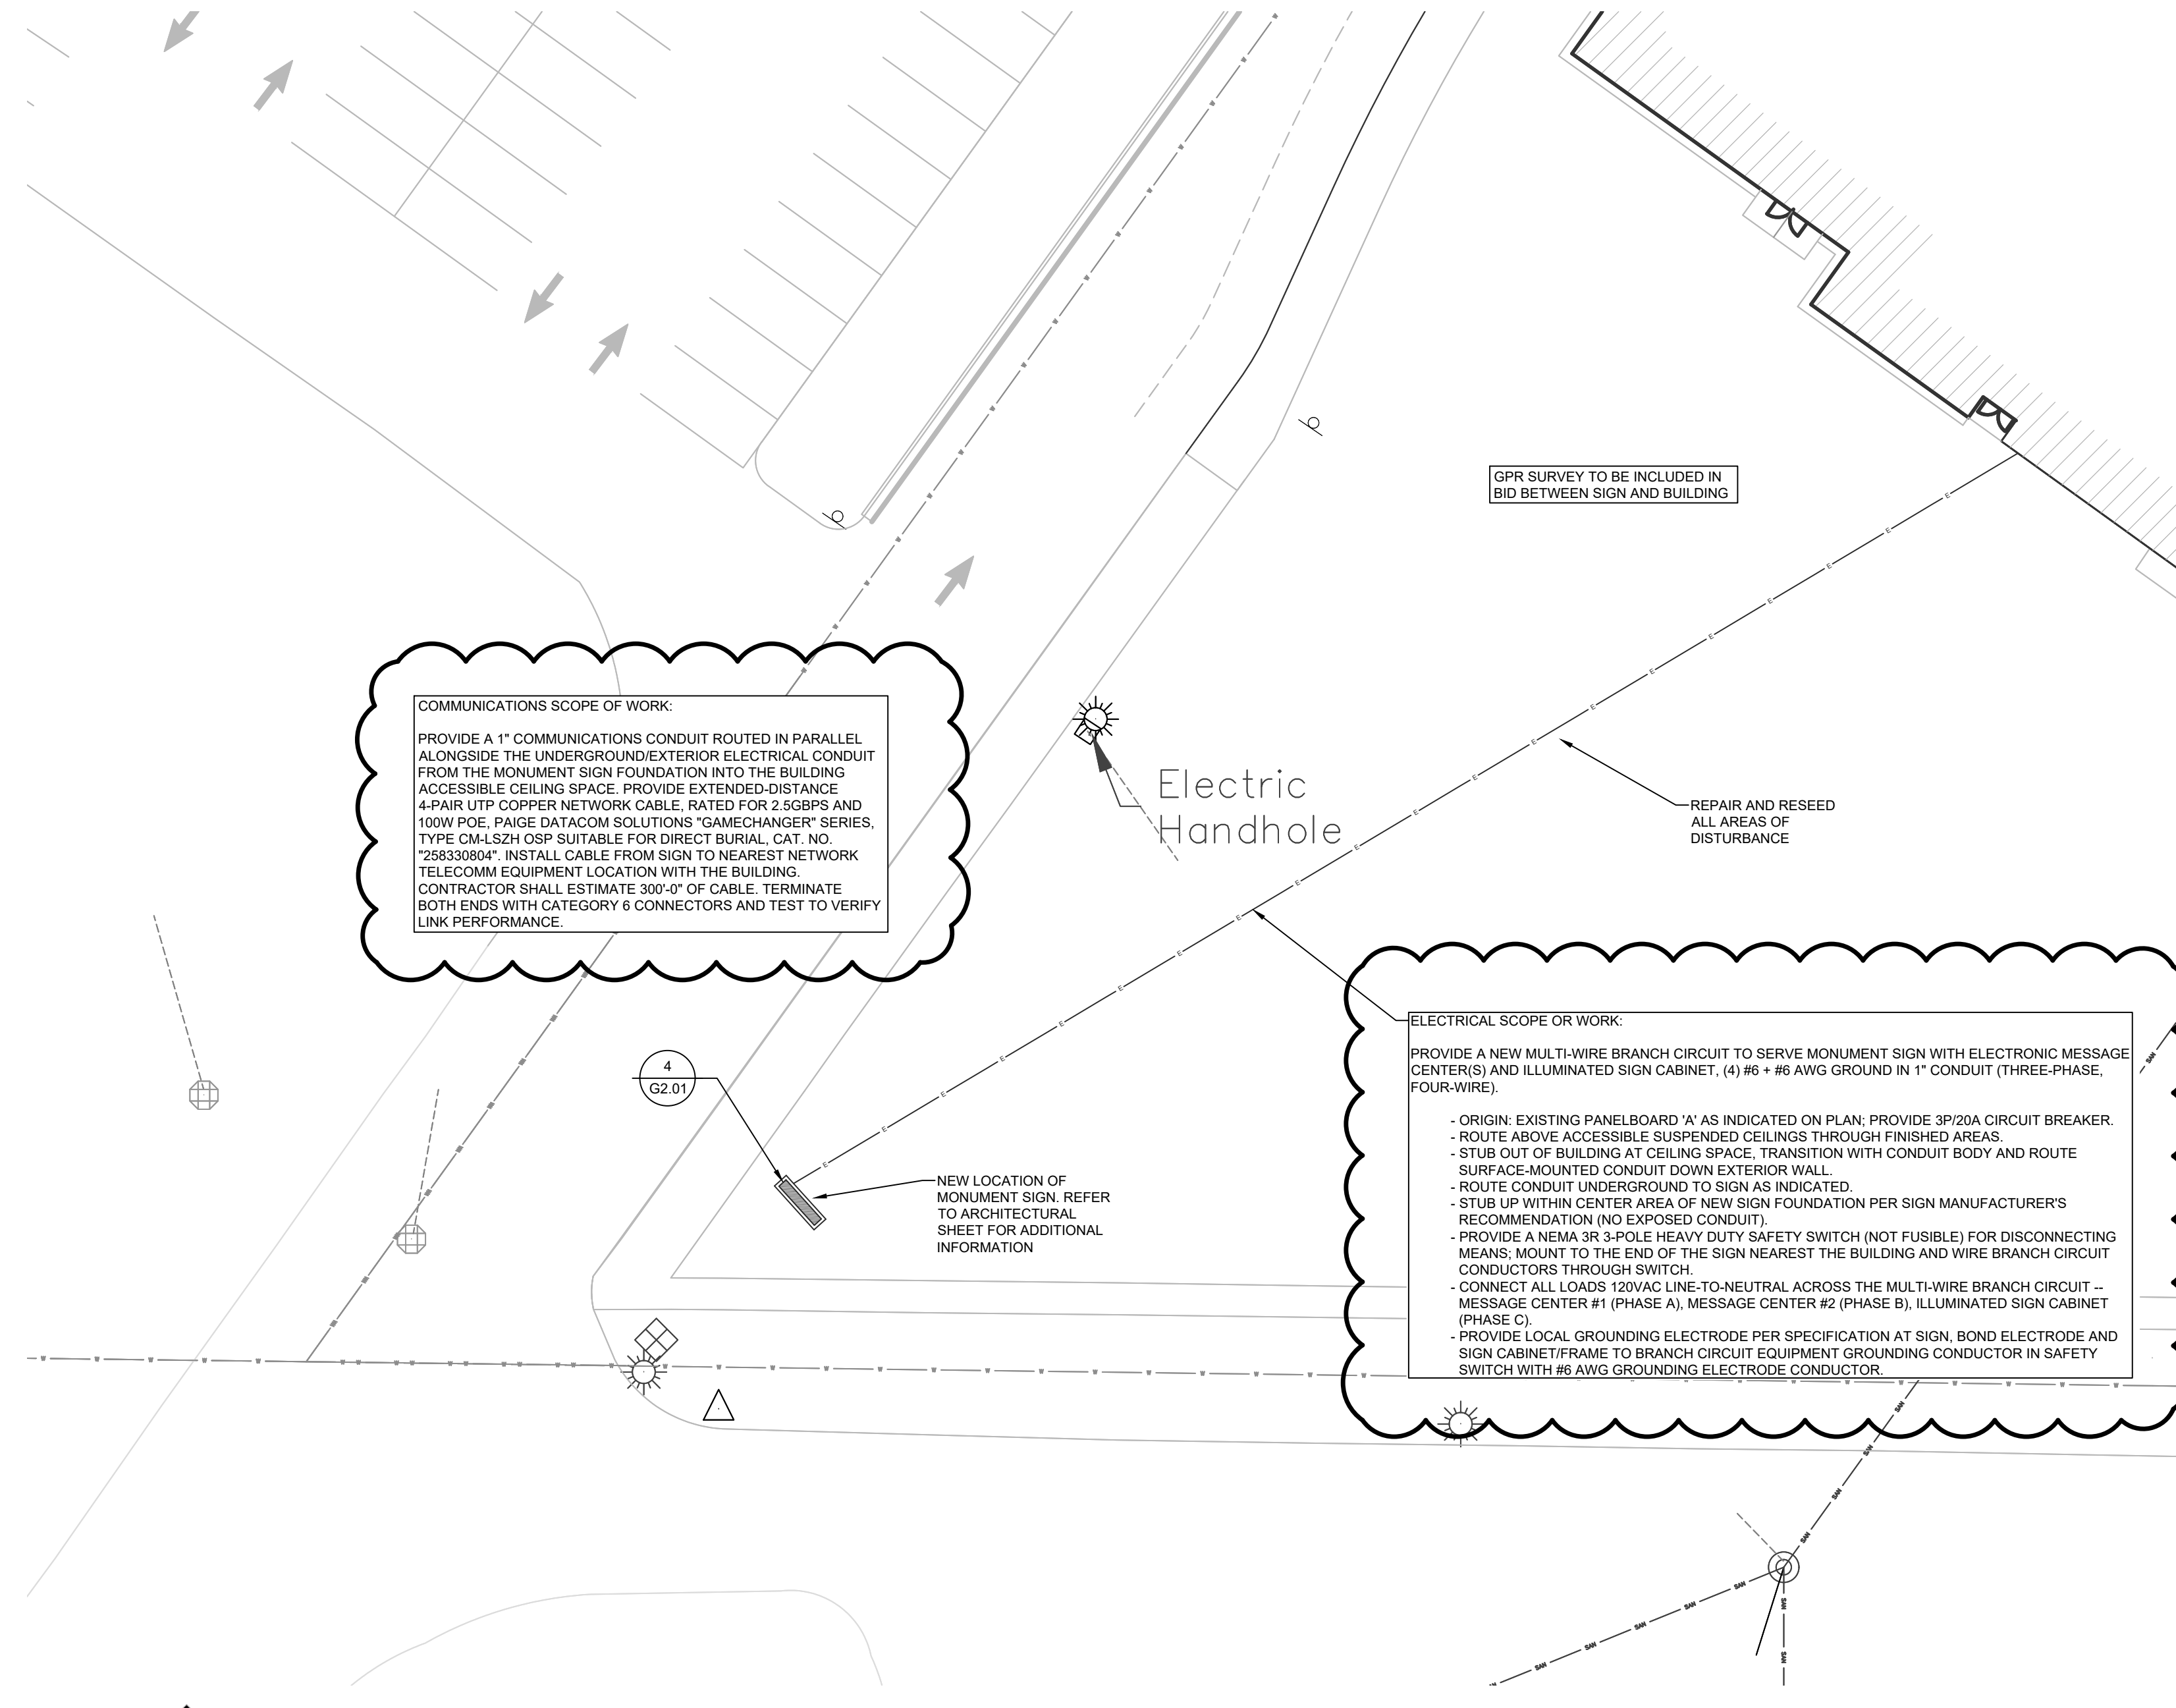 GPR SURVEY TO BE INCLUDED IN
BID BETWEEN SIGN AND BUILDING
COMMUNICATIONS SCOPE OF WORK:
PROVIDE A 1" COMMUNICATIONS CONDUIT ROUTED IN PARALLEL
ALONGSIDE THE UNDERGROUND/EXTERIOR ELECTRICAL CONDUIT
FROM THE MONUMENT SIGN FOUNDATION INTO THE BUILDING
ACCESSIBLE CEILING SPACE. PROVIDE EXTENDED-DISTANCE
4-PAIR UTP COPPER NETWORK CABLE, RATED FOR 2.5GBPS AND
100W POE, PAIGE DATACOM SOLUTIONS "GAMECHANGER" SERIES,
TYPE CM-LSZH OSP SUITABLE FOR DIRECT BURIAL, CAT. NO.
"258330804". INSTALL CABLE FROM SIGN TO NEAREST NETWORK
TELECOMM EQUIPMENT LOCATION WITH THE BUILDING.
CONTRACTOR SHALL ESTIMATE 300'-0" OF CABLE. TERMINATE
BOTH ENDS WITH CATEGORY 6 CONNECTORS AND TEST TO VERIFY
LINK PERFORMANCE.
Electric
Handhole
REPAIR AND RESEED
ALL AREAS OF
DISTURBANCE
4
G2.01
NEW LOCATION OF
MONUMENT SIGN. REFER
TO ARCHITECTURAL
SHEET FOR ADDITIONAL
INFORMATION
ELECTRICAL SCOPE OR WORK:
PROVIDE A NEW MULTI-WIRE BRANCH CIRCUIT TO SERVE MONUMENT SIGN WITH ELECTRONIC MESSAGE
CENTER(S) AND ILLUMINATED SIGN CABINET, (4) #6 + #6 AWG GROUND IN 1" CONDUIT (THREE-PHASE,
FOUR-WIRE).
- ORIGIN: EXISTING PANELBOARD 'A' AS INDICATED ON PLAN; PROVIDE 3P/20A CIRCUIT BREAKER.
- ROUTE ABOVE ACCESSIBLE SUSPENDED CEILINGS THROUGH FINISHED AREAS.
- STUB OUT OF BUILDING AT CEILING SPACE, TRANSITION WITH CONDUIT BODY AND ROUTE
SURFACE-MOUNTED CONDUIT DOWN EXTERIOR WALL.
- ROUTE CONDUIT UNDERGROUND TO SIGN AS INDICATED.
- STUB UP WITHIN CENTER AREA OF NEW SIGN FOUNDATION PER SIGN MANUFACTURER'S
RECOMMENDATION (NO EXPOSED CONDUIT).
- PROVIDE A NEMA 3R 3-POLE HEAVY DUTY SAFETY SWITCH (NOT FUSIBLE) FOR DISCONNECTING
MEANS; MOUNT TO THE END OF THE SIGN NEAREST THE BUILDING AND WIRE BRANCH CIRCUIT
CONDUCTORS THROUGH SWITCH.
- CONNECT ALL LOADS 120VAC LINE-TO-NEUTRAL ACROSS THE MULTI-WIRE BRANCH CIRCUIT --
MESSAGE CENTER #1 (PHASE A), MESSAGE CENTER #2 (PHASE B), ILLUMINATED SIGN CABINET
(PHASE C).
- PROVIDE LOCAL GROUNDING ELECTRODE PER SPECIFICATION AT SIGN, BOND ELECTRODE AND
SIGN CABINET/FRAME TO BRANCH CIRCUIT EQUIPMENT GROUNDING CONDUCTOR IN SAFETY
SWITCH WITH #6 AWG GROUNDING ELECTRODE CONDUCTOR.
SAN
SAN
SAN
SAN
SAN
SAN
SAN
SAN
SAN
SAN
SAN
SAN